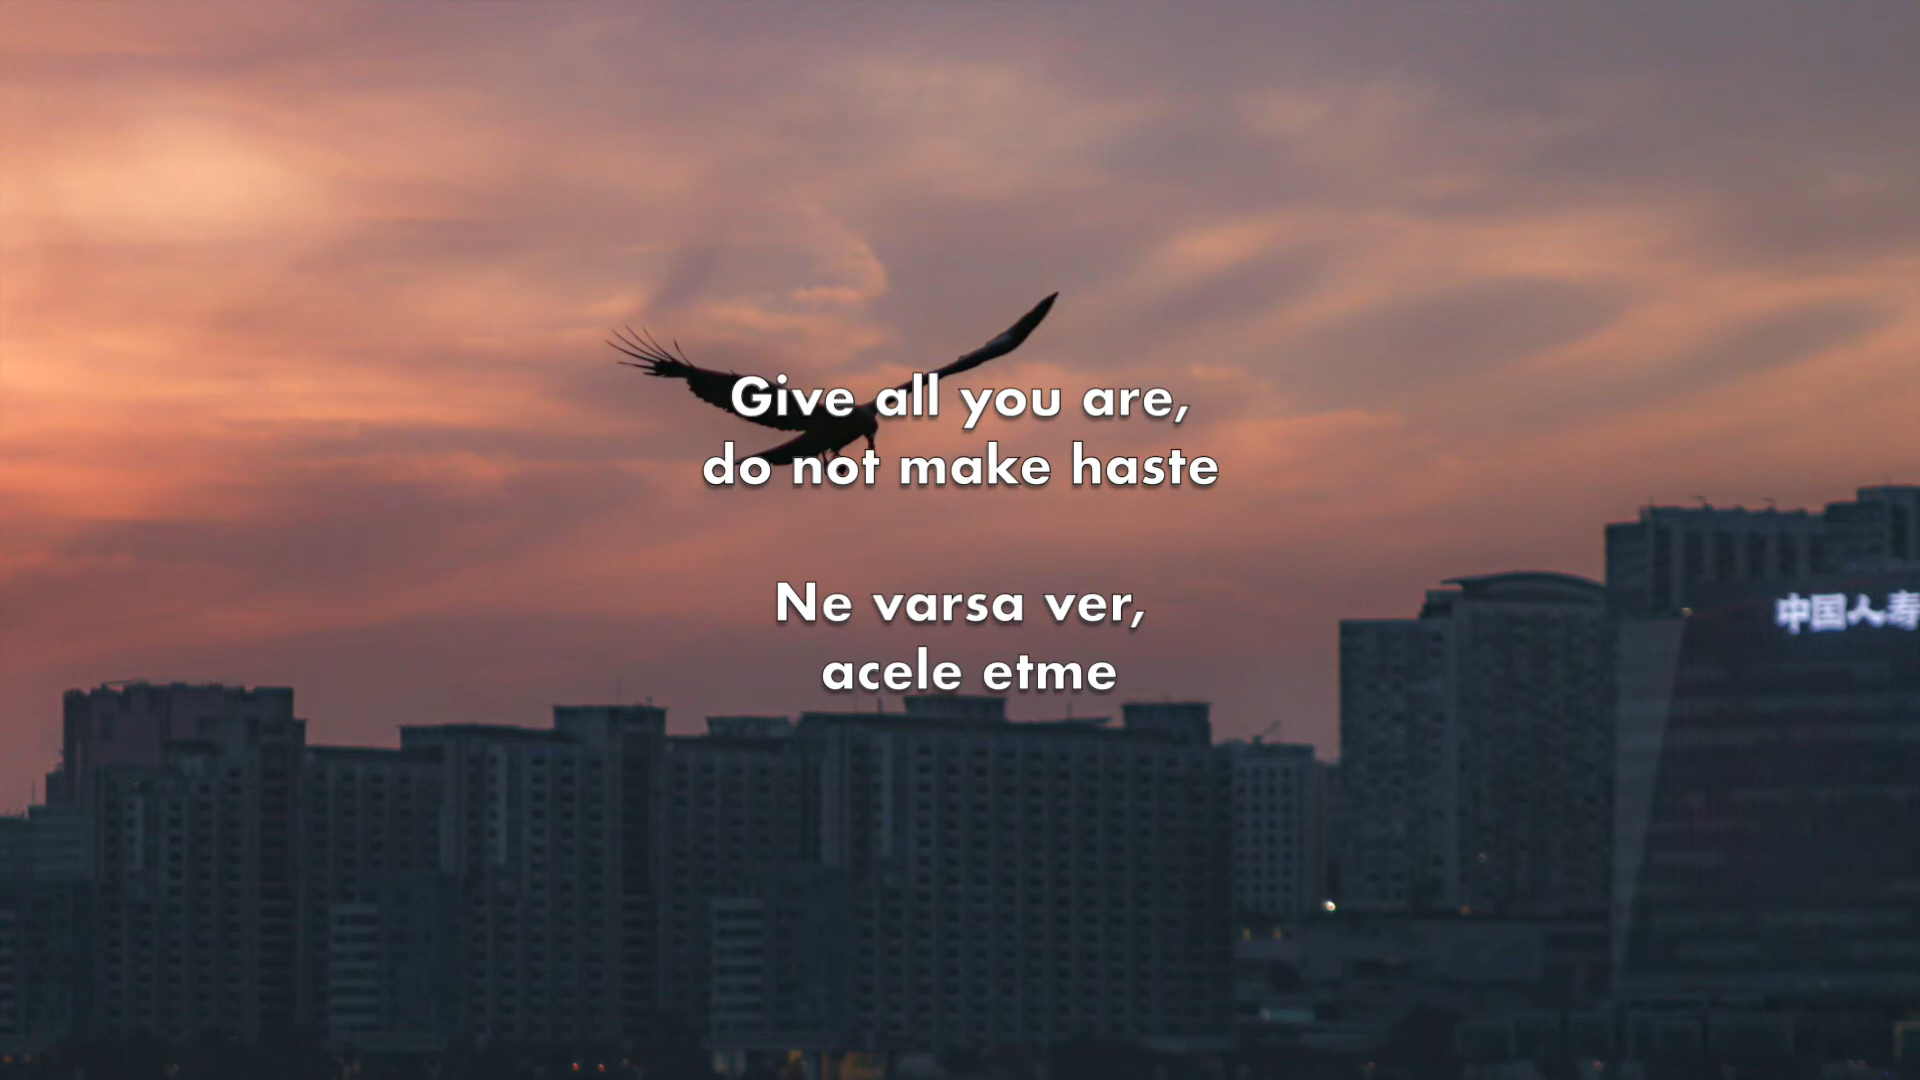 Give all you are,
do not make haste
Ne varsa ver,
acele etme
中国人寿